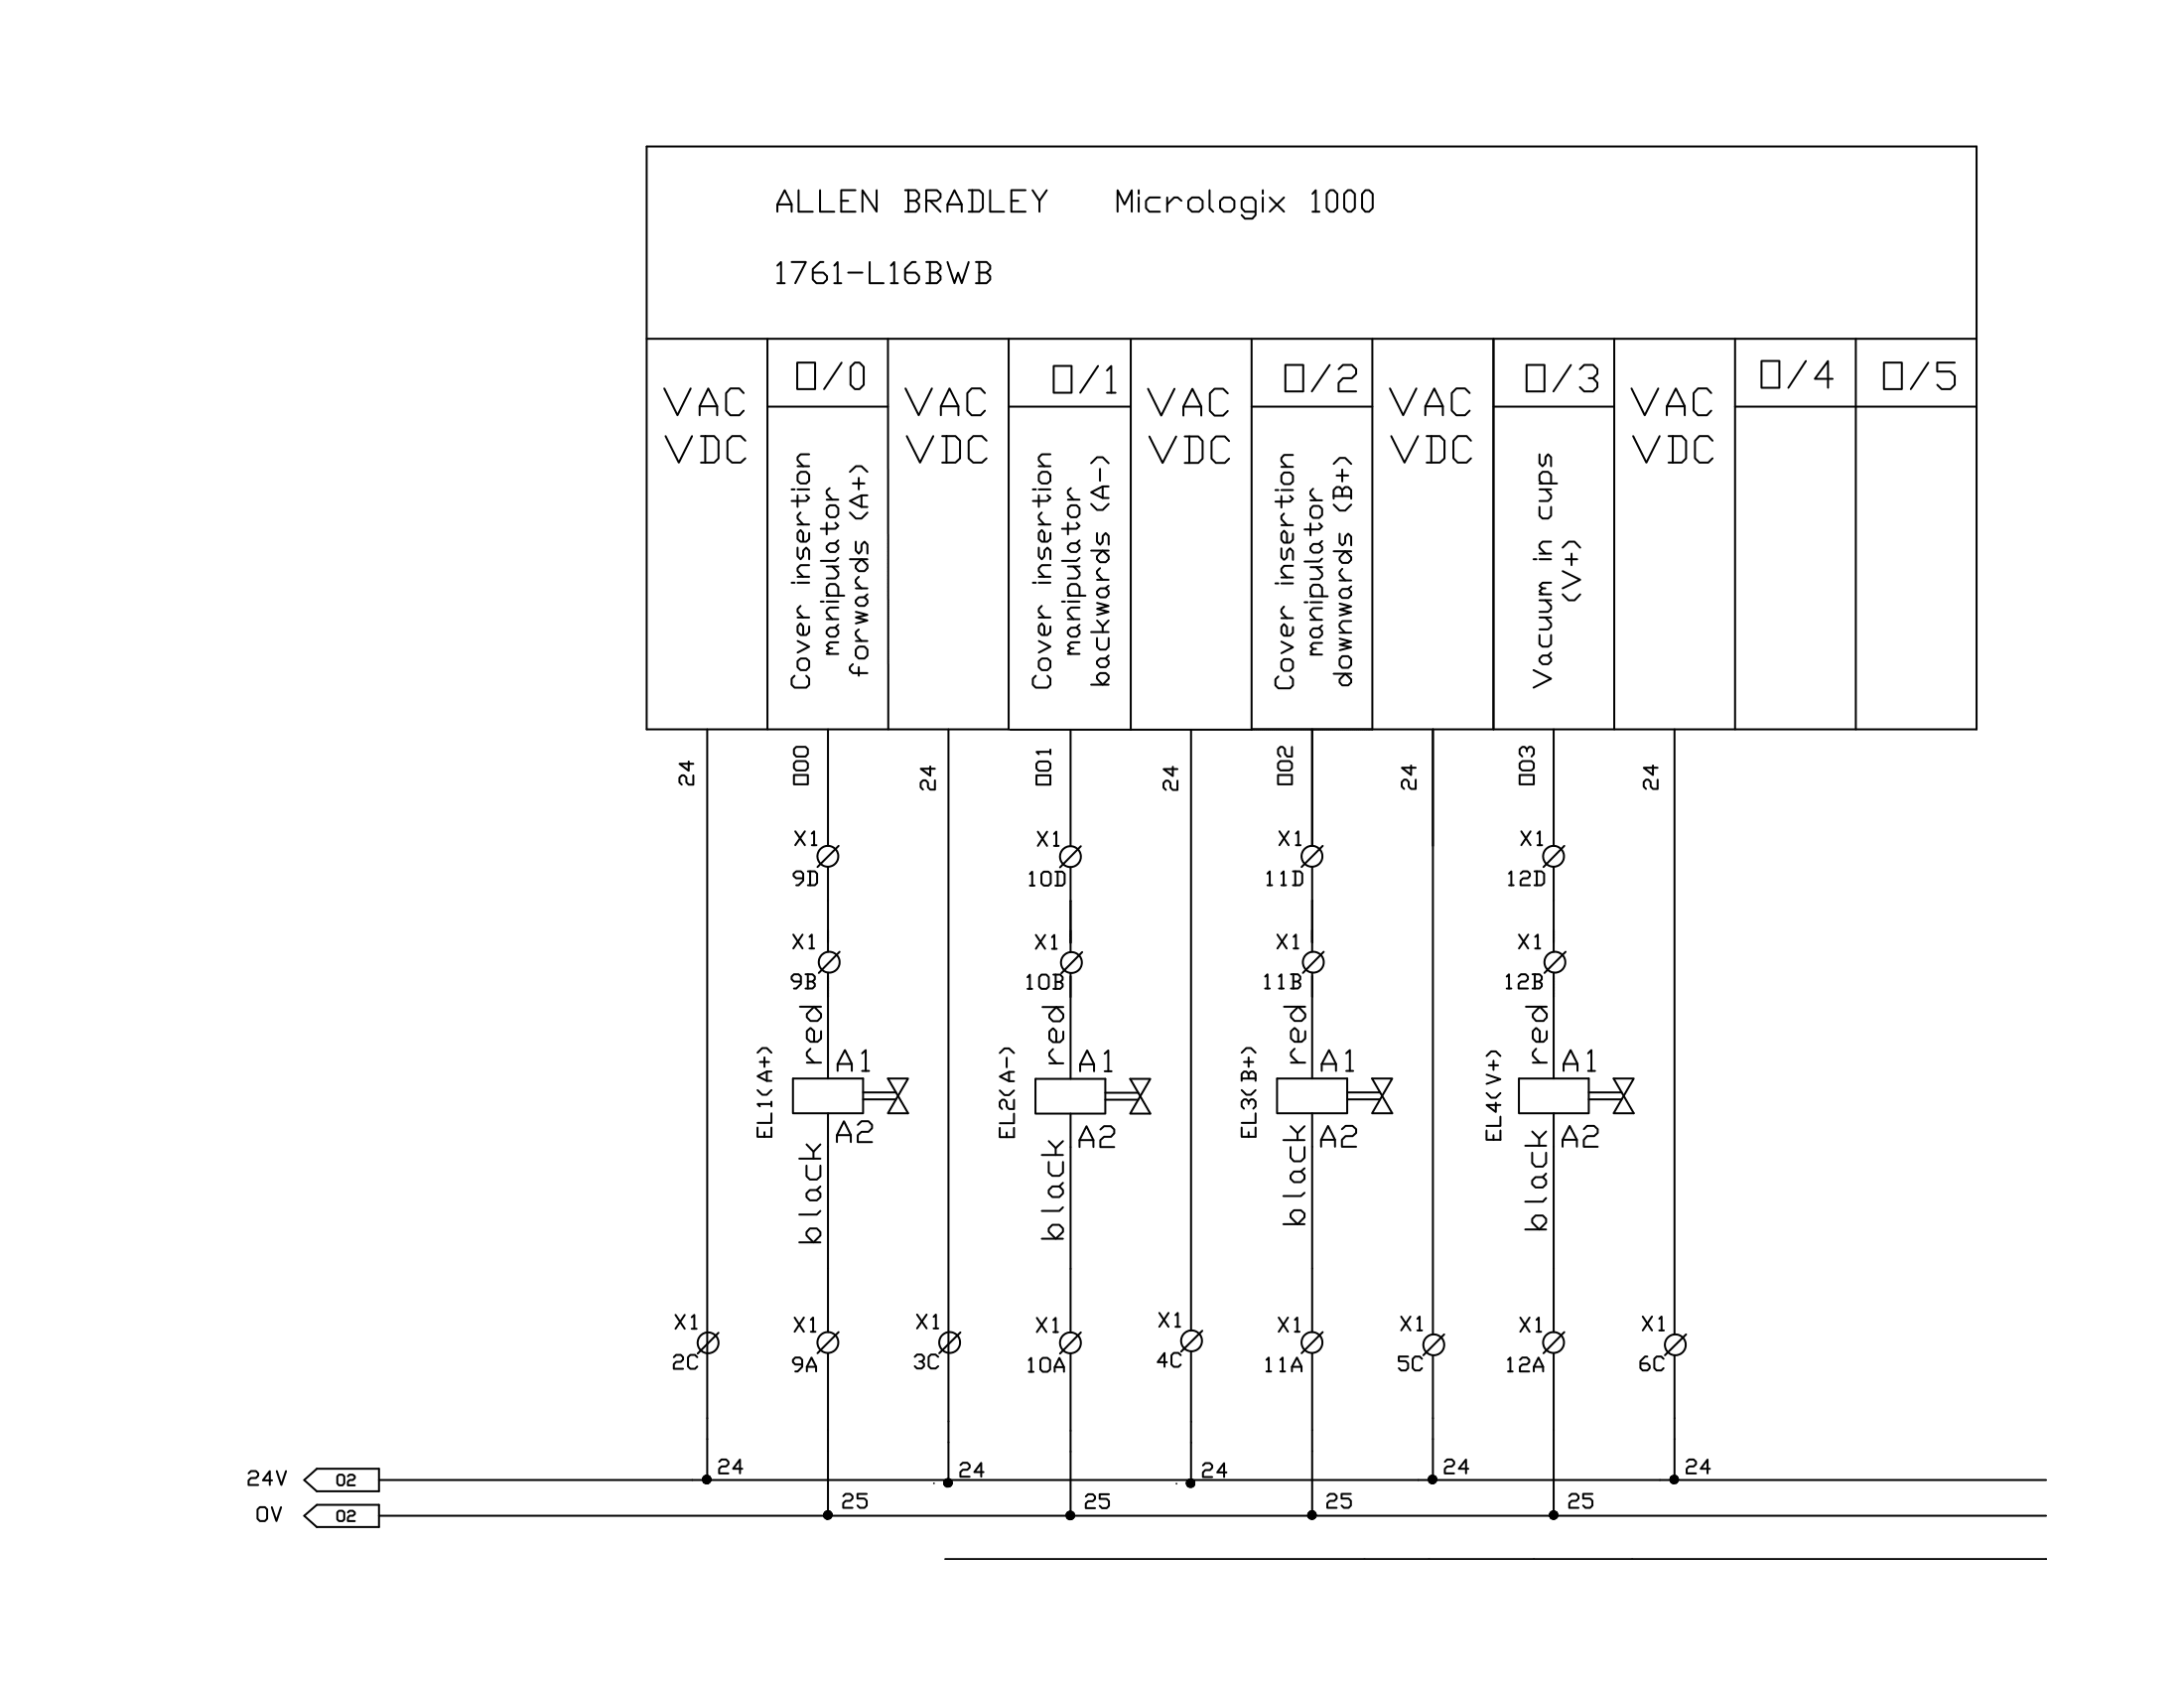 ALLEN BRADLEY Micrologix 1000
1761-L16BWB
VAC
VDC
O/0
Cover insertion
manipulator
forwards (A+)
VAC
VDC
O/1
Cover insertion
manipulator
backwards (A-)
VAC
VDC
O/2
Cover insertion
manipulator
downwards (B+)
VAC
VDC
O/3
Vacuum in cups
(V+)
VAC
VDC
O/4
O/5
24
O00
24
O01
24
O02
24
O03
24
X1
9D
X1
10D
X1
11D
X1
12D
X1
9B
X1
10B
X1
11B
X1
12B
red
red
red
red
EL1(A+)
A1
A2
EL2(A-)
A1
A2
EL3(B+)
A1
A2
EL4(V+)
A1
A2
black
black
black
black
X1
2C
X1
9A
X1
3C
X1
10A
X1
4C
X1
11A
X1
5C
X1
12A
X1
6C
24V 02 24 24 24 24 24
0V 02 25 25 25 25